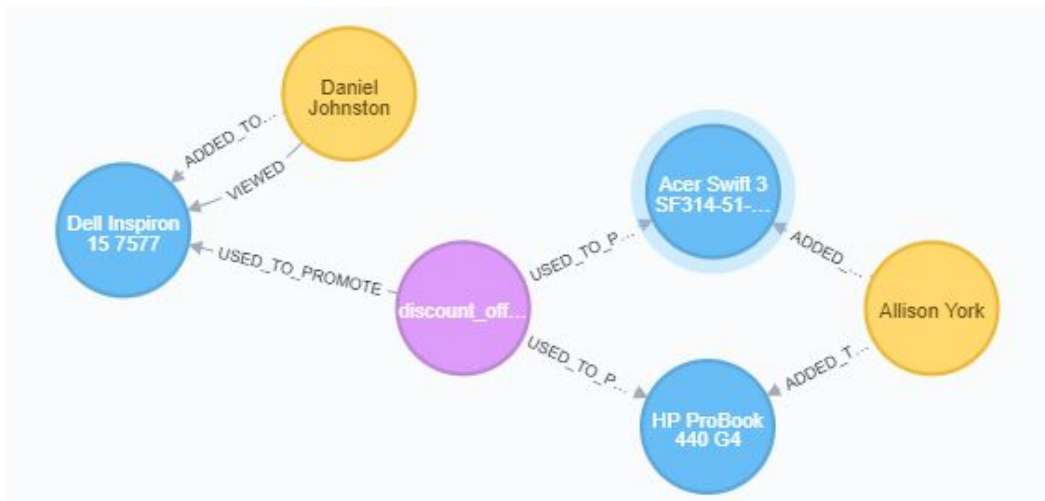 Daniel
Johnston
ADDED_TO...
VIEWED
Dell Inspiron
15 7577
USED_TO_PROMOTE
discount_off...
USED_TO_P...
Acer Swift 3
SF314-51-...
ADDED_...
Allison York
USED_TO_P...
ADDED_T...
HP ProBook
440 G4